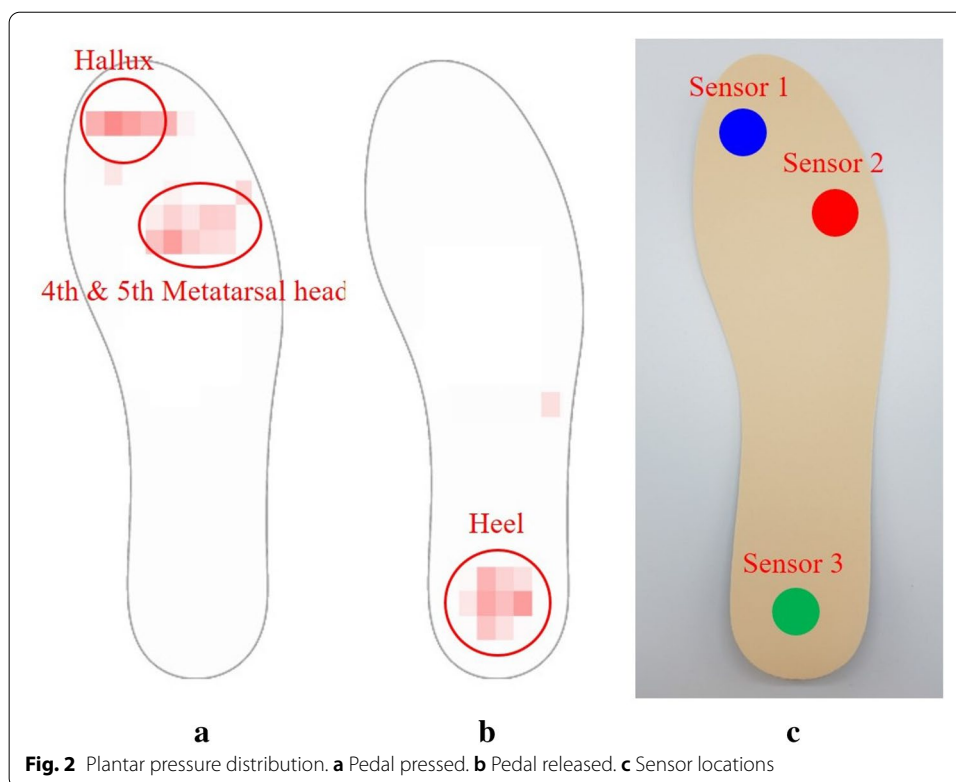 Hallux
4th & 5th Metatarsal head
Heel
Sensor 1
Sensor 2
Sensor 3
a
b
c
Fig. 2 Plantar pressure distribution. a Pedal pressed. b Pedal released. c Sensor locations